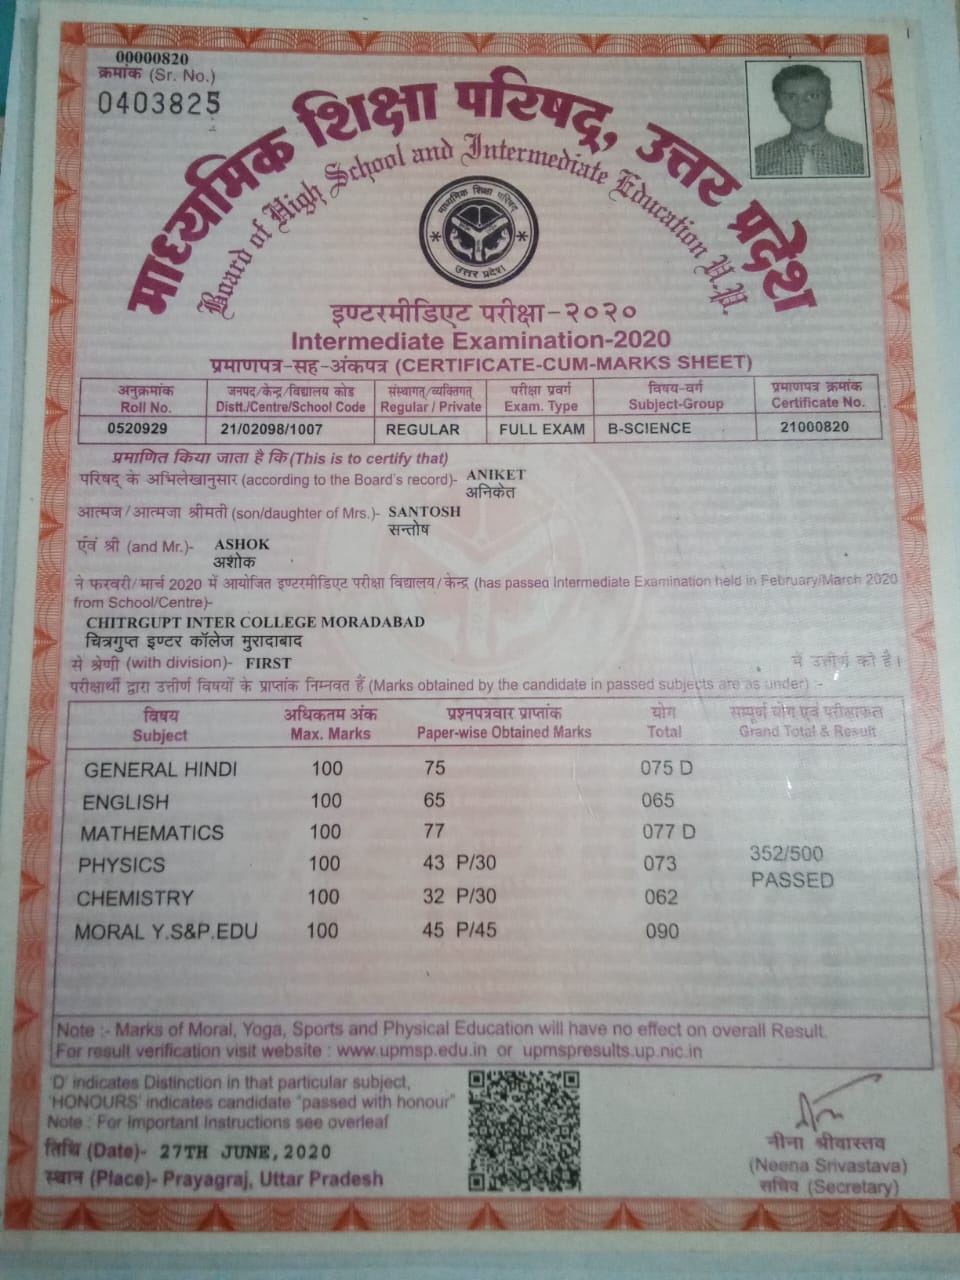 00000820
क्रमांक (Sr. No.)
0403825
माध्यमिक शिक्षा परिषद्, उत्तर प्रदेश
Board of High School and Intermediate Education U.P.
माध्यमिक शिक्षा परिषद
उत्तर प्रदेश
इण्टरमीडिएट परीक्षा-२०२०
Intermediate Examination-2020
प्रमाणपत्र-सह-अंकपत्र (CERTIFICATE-CUM-MARKS SHEET)
अनुक्रमांक जनपद/केन्द्र/विद्यालय कोड संस्थागत्/व्यक्तिगत् परीक्षा प्रवर्ग विषय-वर्ग प्रमाणपत्र क्रमांक
Roll No. Distt./Centre/School Code Regular / Private Exam. Type Subject-Group Certificate No.
0520929 21/02098/1007 REGULAR FULL EXAM B-SCIENCE 21000820
प्रमाणित किया जाता है कि (This is to certify that)
परिषद् के अभिलेखानुसार (according to the Board's record)- ANIKET
अनिकेत
आत्मज/आत्मजा श्रीमती (son/daughter of Mrs.)- SANTOSH
सन्तोष
एंवं श्री (and Mr.)- ASHOK
अशोक
ने फरवरी/मार्च 2020 में आयोजित इण्टरमीडिएट परीक्षा विद्यालय/केन्द्र (has passed Intermediate Examination held in February/March 2020
from School/Centre)-
CHITRGUPT INTER COLLEGE MORADABAD
चित्रगुप्त इण्टर कॉलेज मुरादाबाद
से श्रेणी (with division)- FIRST में उत्तीर्ण की है।
परीक्षार्थी द्वारा उत्तीर्ण विषयों के प्राप्तांक निम्नवत हैं (Marks obtained by the candidate in passed subjects are as under) :-
विषय अधिकतम अंक प्रश्नपत्रवार प्राप्तांक योग सम्पूर्ण योग एवं परीक्षाफल
Subject Max. Marks Paper-wise Obtained Marks Total Grand Total & Result
GENERAL HINDI 100 75 075 D
ENGLISH 100 65 065
MATHEMATICS 100 77 077 D
PHYSICS 100 43 P/30 073 352/500
CHEMISTRY 100 32 P/30 062 PASSED
MORAL Y.S&P.EDU 100 45 P/45 090
Note :- Marks of Moral, Yoga, Sports and Physical Education will have no effect on overall Result.
For result verification visit website : www.upmsp.edu.in or upmspresults.up.nic.in
'D' indicates Distinction in that particular subject,
'HONOURS' indicates candidate "passed with honour"
Note : For Important Instructions see overleaf
तिथि (Date)- 27TH JUNE, 2020
स्थान (Place)- Prayagraj, Uttar Pradesh
नीना श्रीवास्तव
(Neena Srivastava)
सचिव (Secretary)